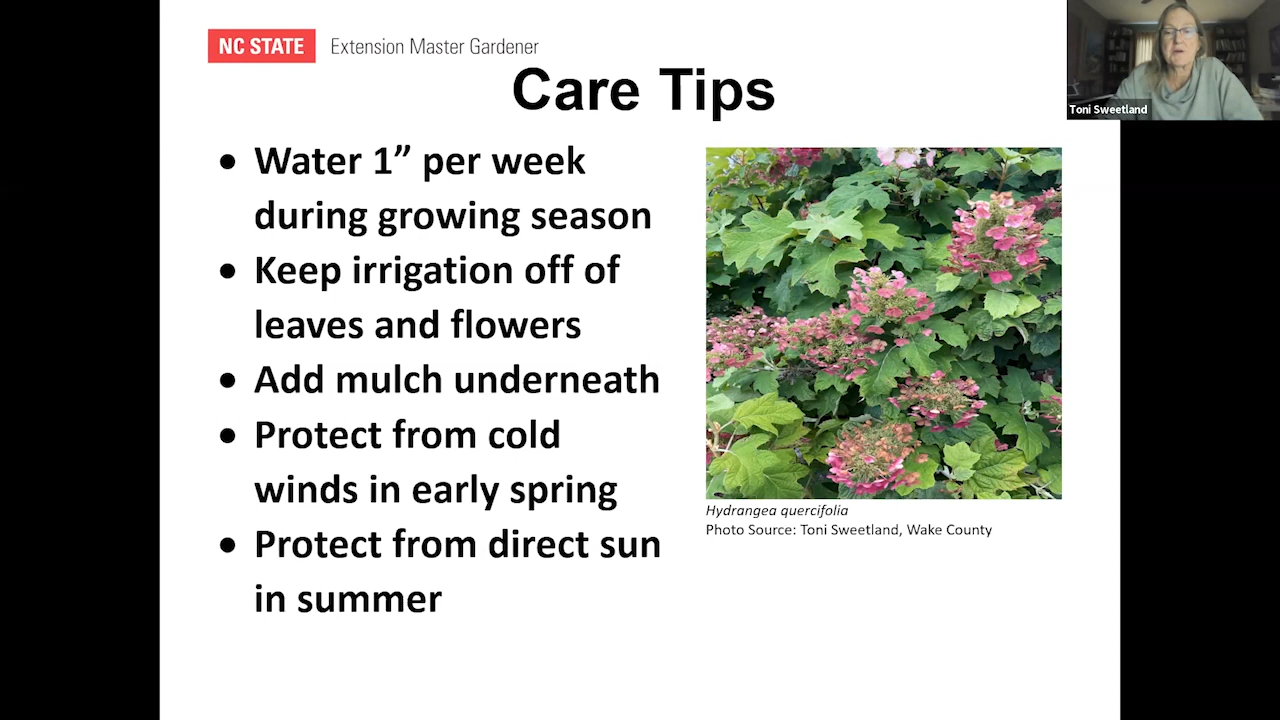 NC STATE Extension Master Gardener
Care Tips
Toni Sweetland
• Water 1” per week
during growing season
• Keep irrigation off of
leaves and flowers
• Add mulch underneath
• Protect from cold
winds in early spring
• Protect from direct sun
in summer
Hydrangea quercifolia
Photo Source: Toni Sweetland, Wake County